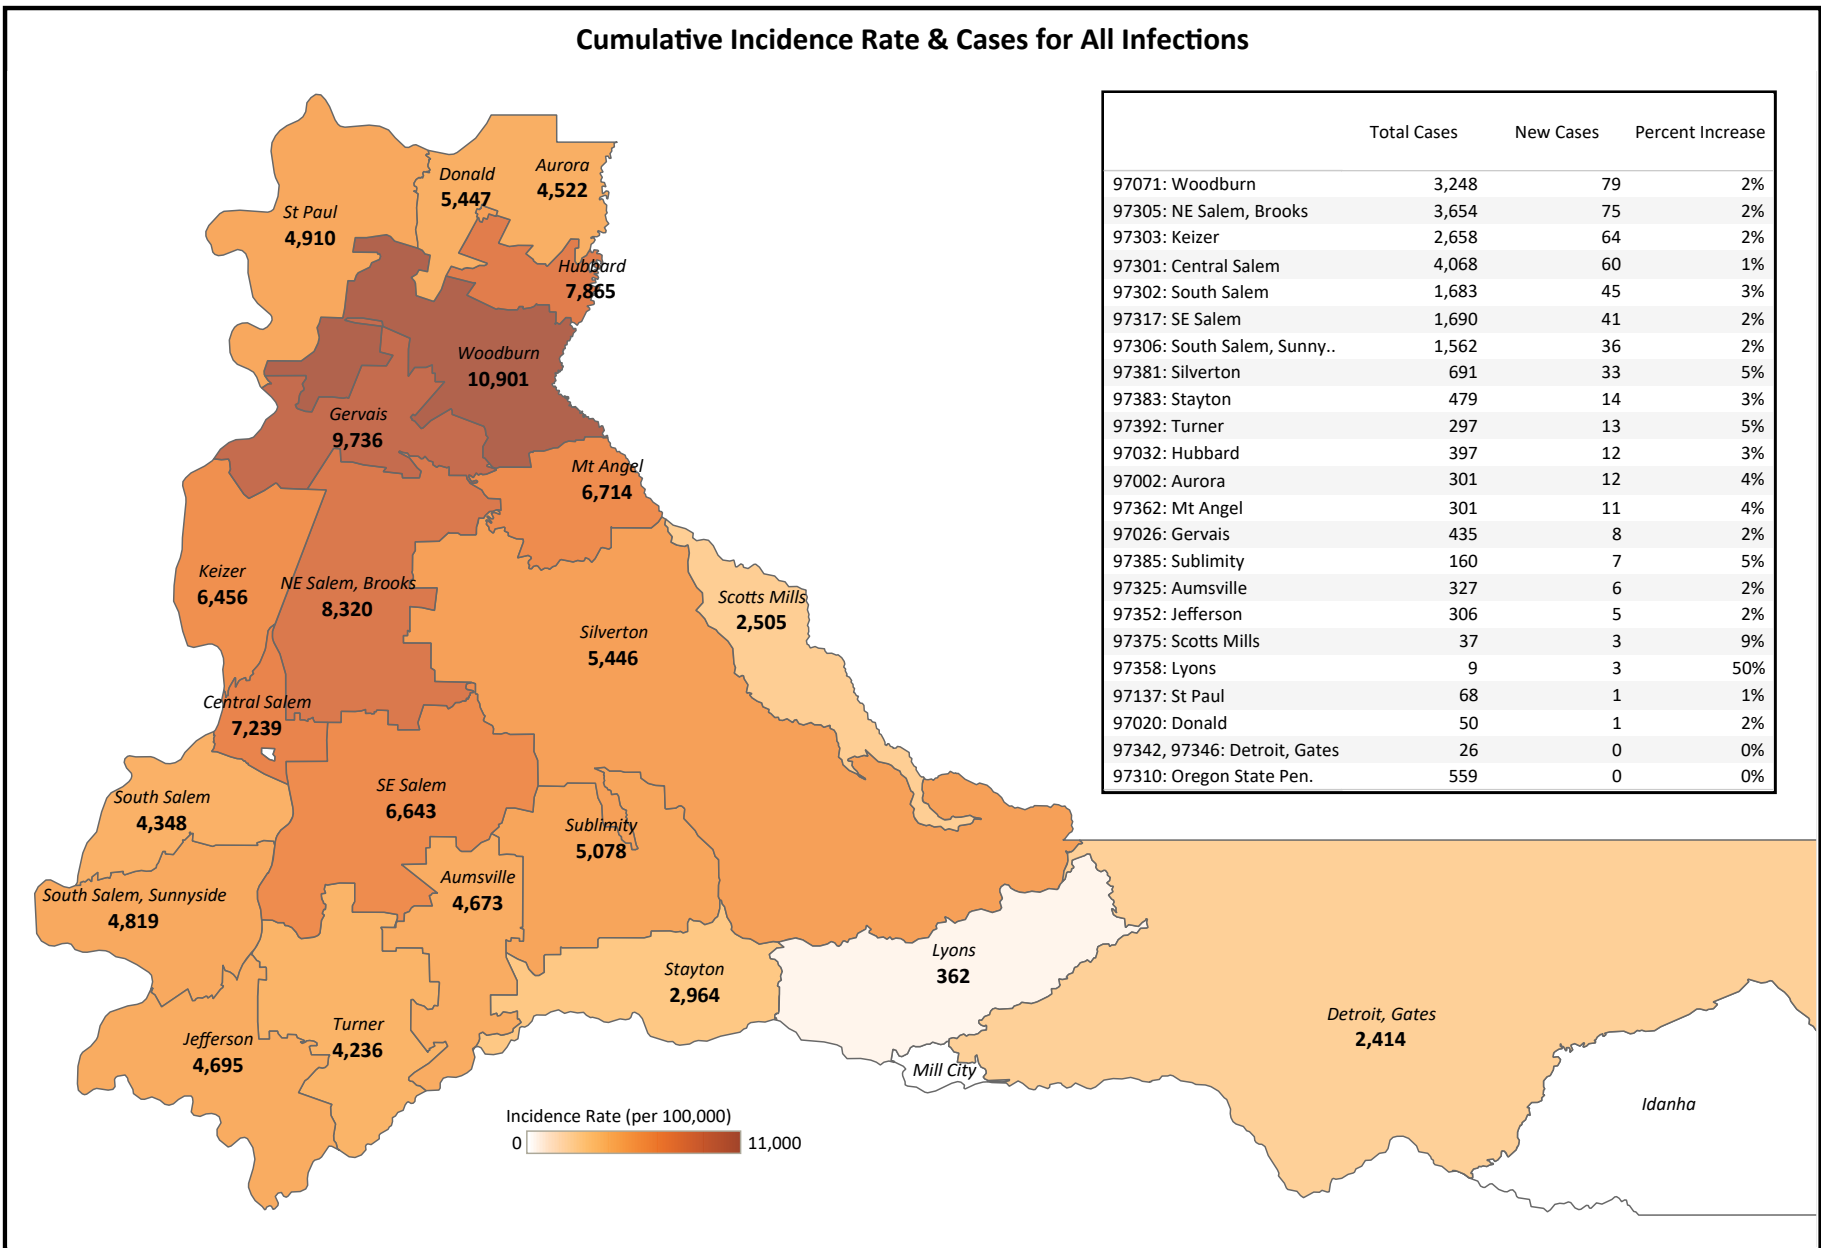 Cumulative Incidence Rate & Cases for All Infections
St Paul
4,910
Donald
5,447
Aurora
4,522
Hubbard
7,865
Woodburn
10,901
Gervais
9,736
Mt Angel
6,714
Keizer
6,456
NE Salem, Brooks
8,320
Scotts Mills
2,505
Silverton
5,446
Central Salem
7,239
SE Salem
6,643
South Salem
4,348
Sublimity
5,078
Aumsville
4,673
South Salem, Sunnyside
4,819
Lyons
362
Stayton
2,964
Detroit, Gates
2,414
Turner
4,236
Jefferson
4,695
Mill City
Idanha
Incidence Rate (per 100,000)
0 11,000
Total Cases New Cases Percent Increase
97071: Woodburn 3,248 79 2%
97305: NE Salem, Brooks 3,654 75 2%
97303: Keizer 2,658 64 2%
97301: Central Salem 4,068 60 1%
97302: South Salem 1,683 45 3%
97317: SE Salem 1,690 41 2%
97306: South Salem, Sunny.. 1,562 36 2%
97381: Silverton 691 33 5%
97383: Stayton 479 14 3%
97392: Turner 297 13 5%
97032: Hubbard 397 12 3%
97002: Aurora 301 12 4%
97362: Mt Angel 301 11 4%
97026: Gervais 435 8 2%
97385: Sublimity 160 7 5%
97325: Aumsville 327 6 2%
97352: Jefferson 306 5 2%
97375: Scotts Mills 37 3 9%
97358: Lyons 9 3 50%
97137: St Paul 68 1 1%
97020: Donald 50 1 2%
97342, 97346: Detroit, Gates 26 0 0%
97310: Oregon State Pen. 559 0 0%